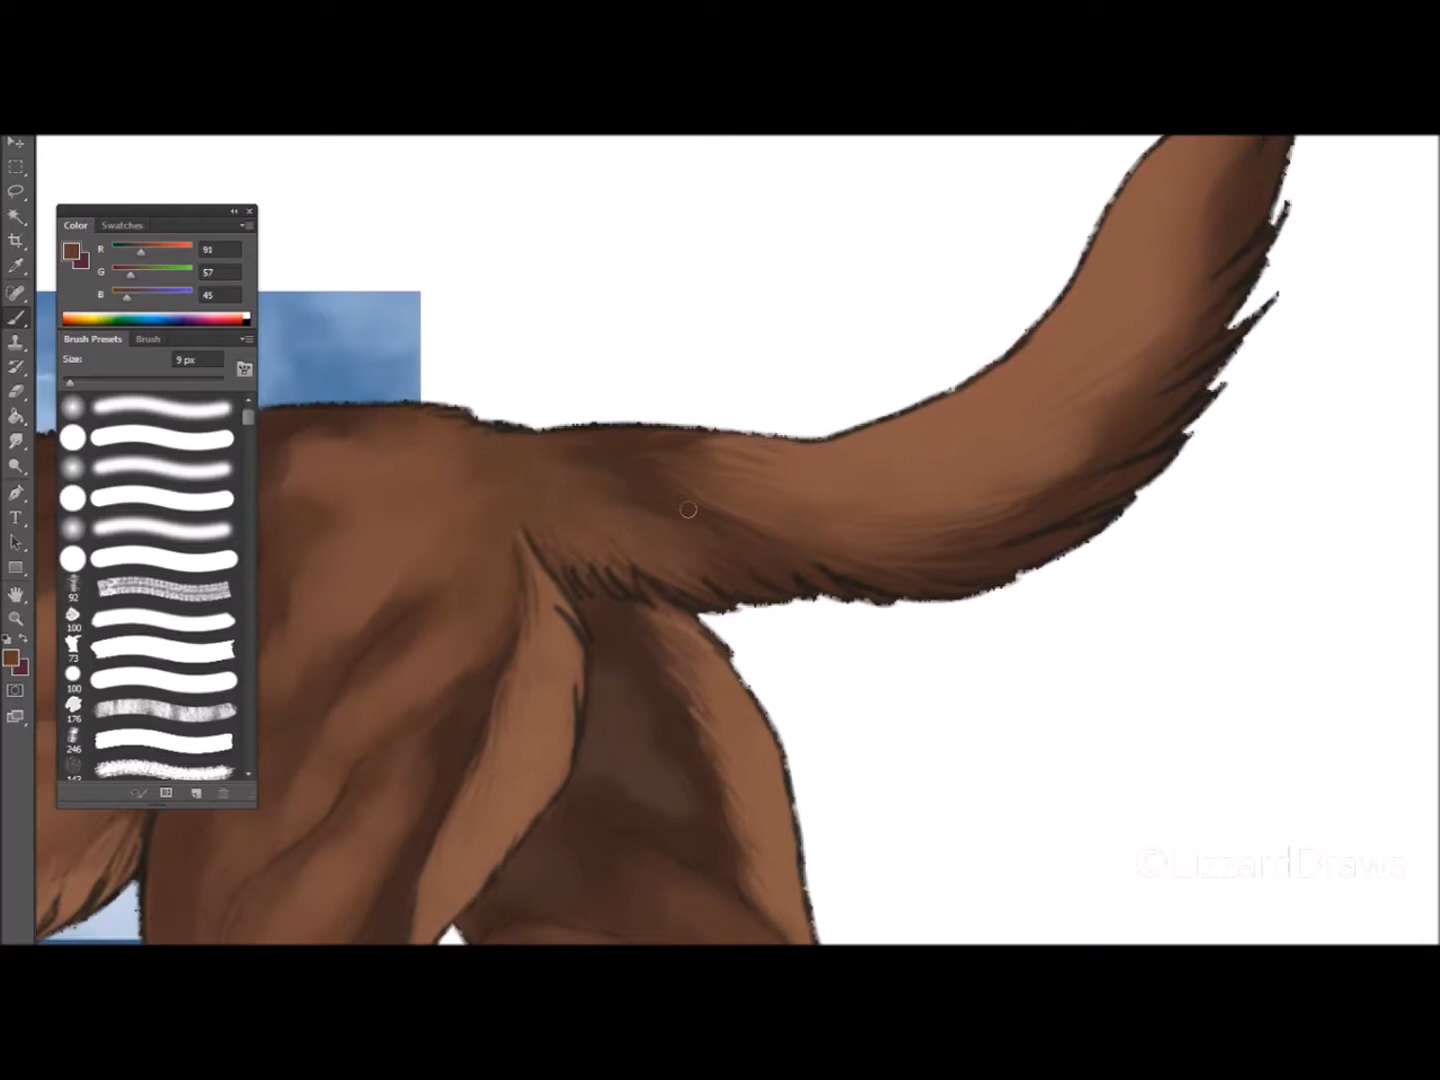 Color Swatches
R 91
G 57
B 45
Brush Presets Brush
Size: 9 px
92
100
73
100
176
246
T
©LizzardDraws